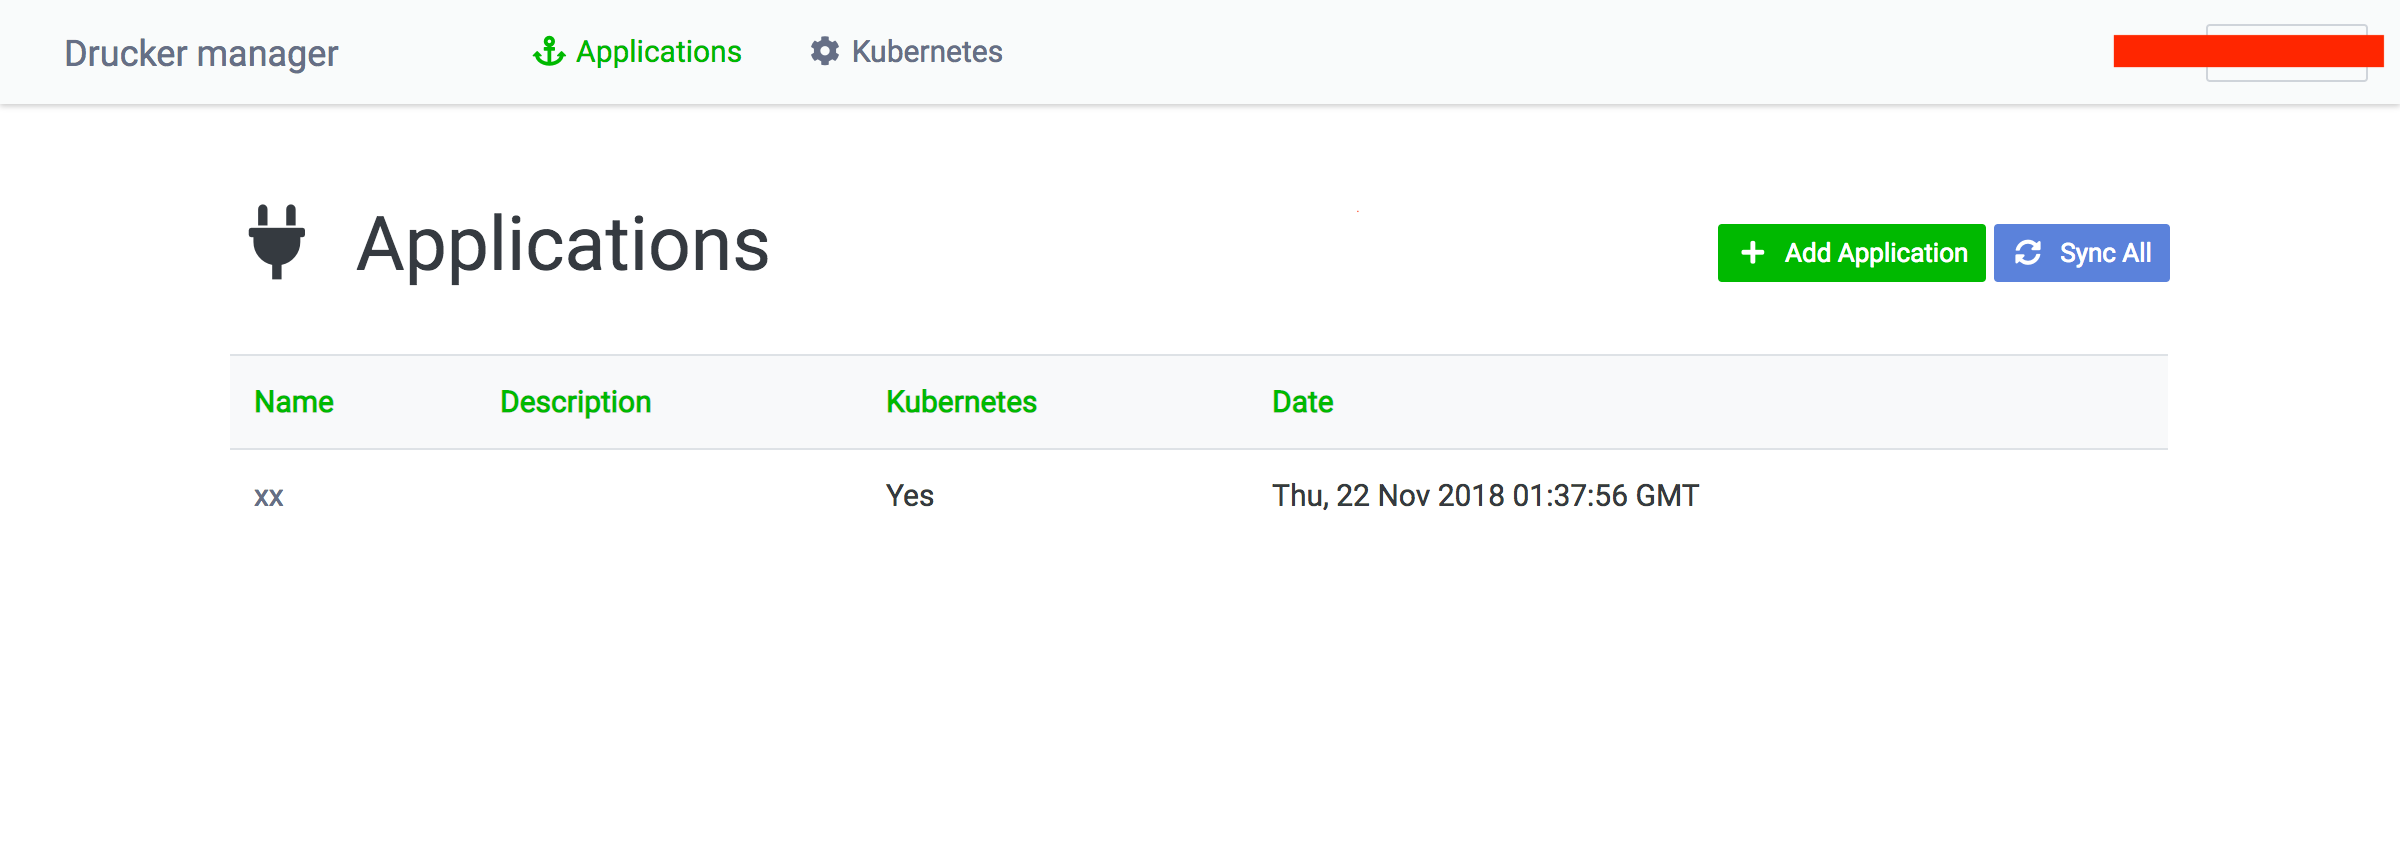 Drucker manager Applications Kubernetes
Applications
Add Application Sync All
Name Description Kubernetes Date
xx Yes Thu, 22 Nov 2018 01:37:56 GMT